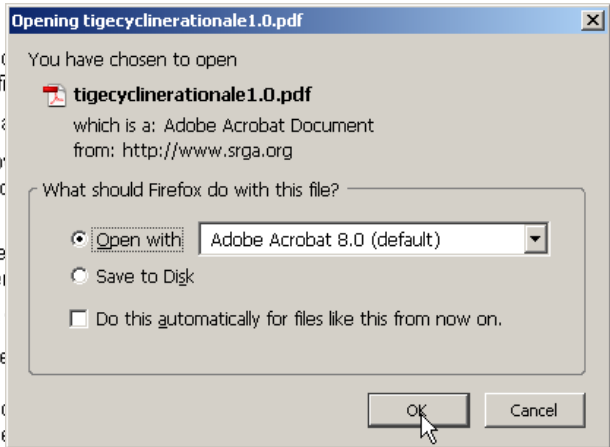 Opening tigecyclinerationale1.0.pdf
You have chosen to open
tigecyclinerationale1.0.pdf
which is a: Adobe Acrobat Document
from: http://www.srga.org
What should Firefox do with this file?
Open with Adobe Acrobat 8.0 (default)
Save to Disk
Do this automatically for files like this from now on.
OK Cancel